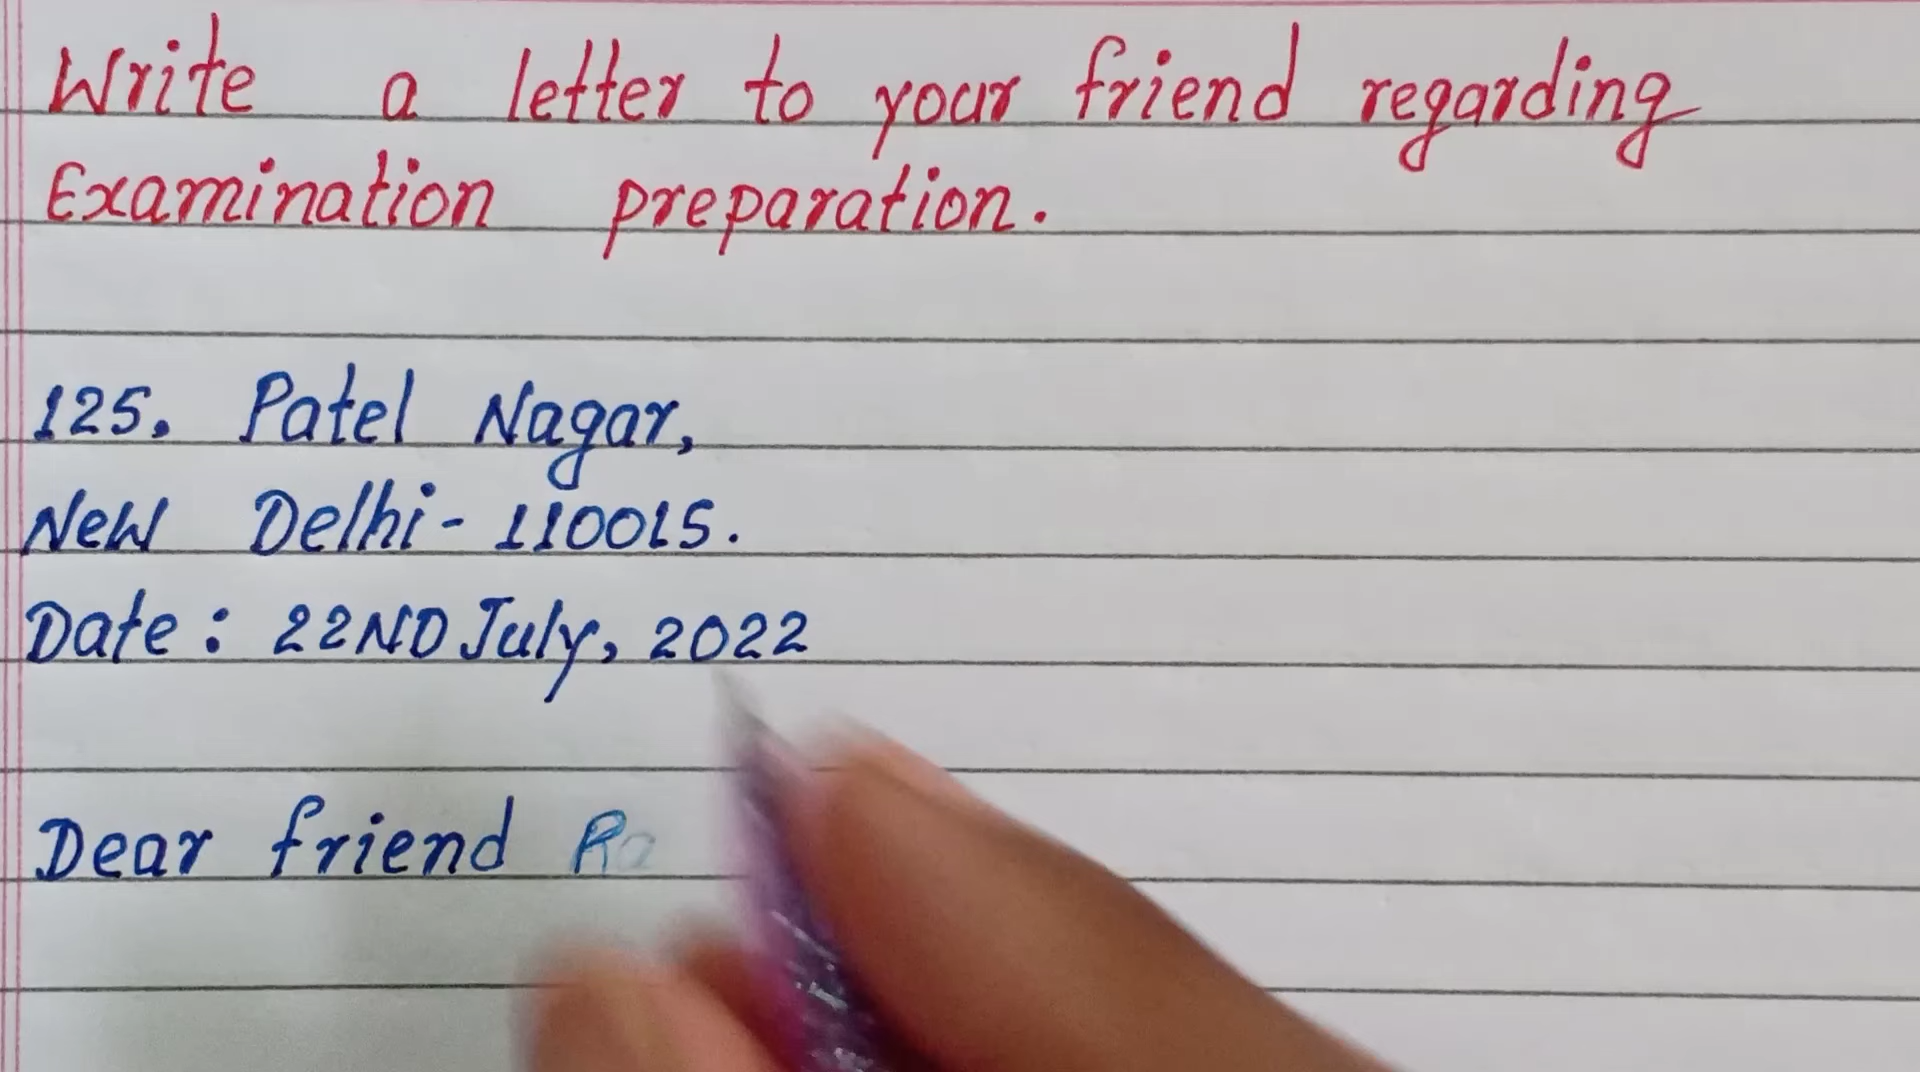 Write a letter to your friend regarding
Examination preparation.
125, Patel Nagar,
New Delhi - 110015.
Date: 22ND July, 2022
Dear friend